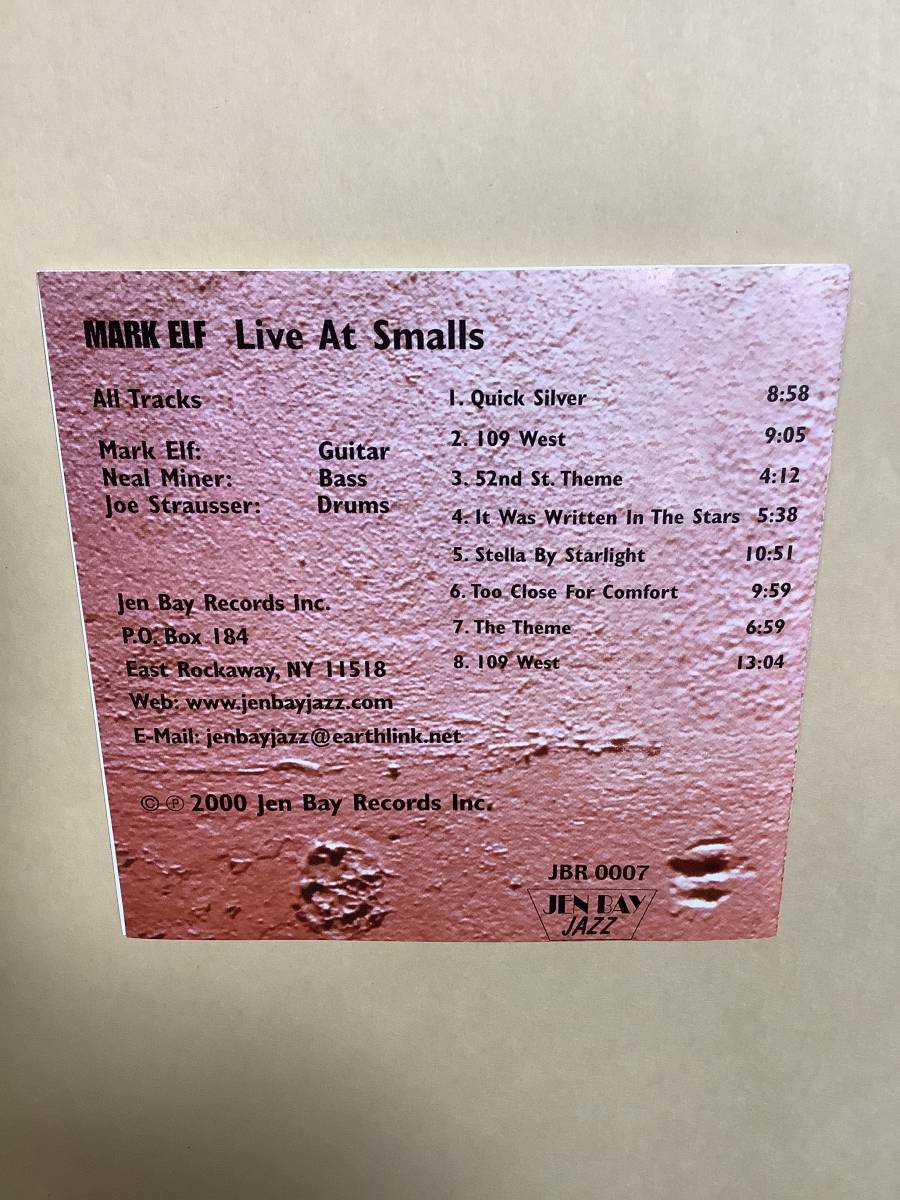 MARK ELF Live At Smalls
All Tracks
Mark Elf: Guitar
Neal Miner: Bass
Joe Strausser: Drums
1. Quick Silver 8:58
2. 109 West 9:05
3. 52nd St. Theme 4:12
4. It Was Written In The Stars 5:38
5. Stella By Starlight 10:51
6. Too Close For Comfort 9:59
7. The Theme 6:59
8. 109 West 13:04
Jen Bay Records Inc.
P.O. Box 184
East Rockaway, NY 11518
Web: www.jenbayjazz.com
E-Mail: jenbayjazz@earthlink.net
© ℗ 2000 Jen Bay Records Inc.
JBR 0007
JEN BAY
JAZZ